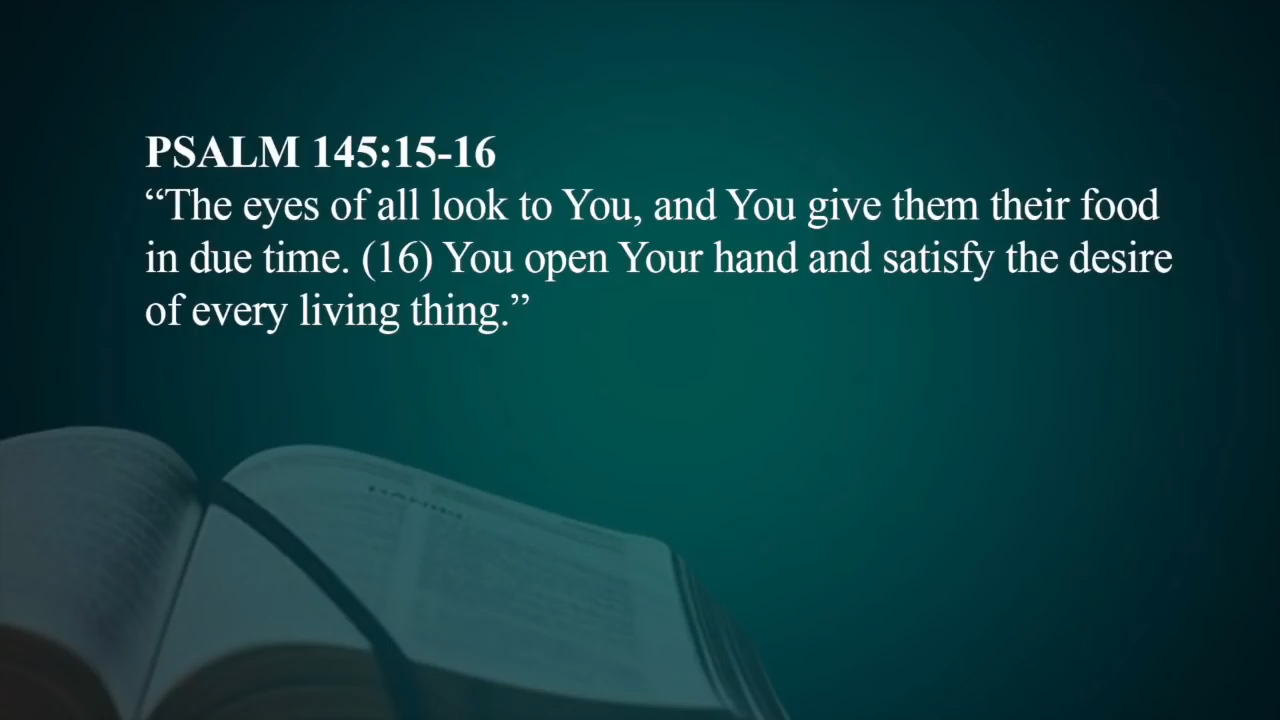 PSALM 145:15-16
“The eyes of all look to You, and You give them their food
in due time. (16) You open Your hand and satisfy the desire
of every living thing.”